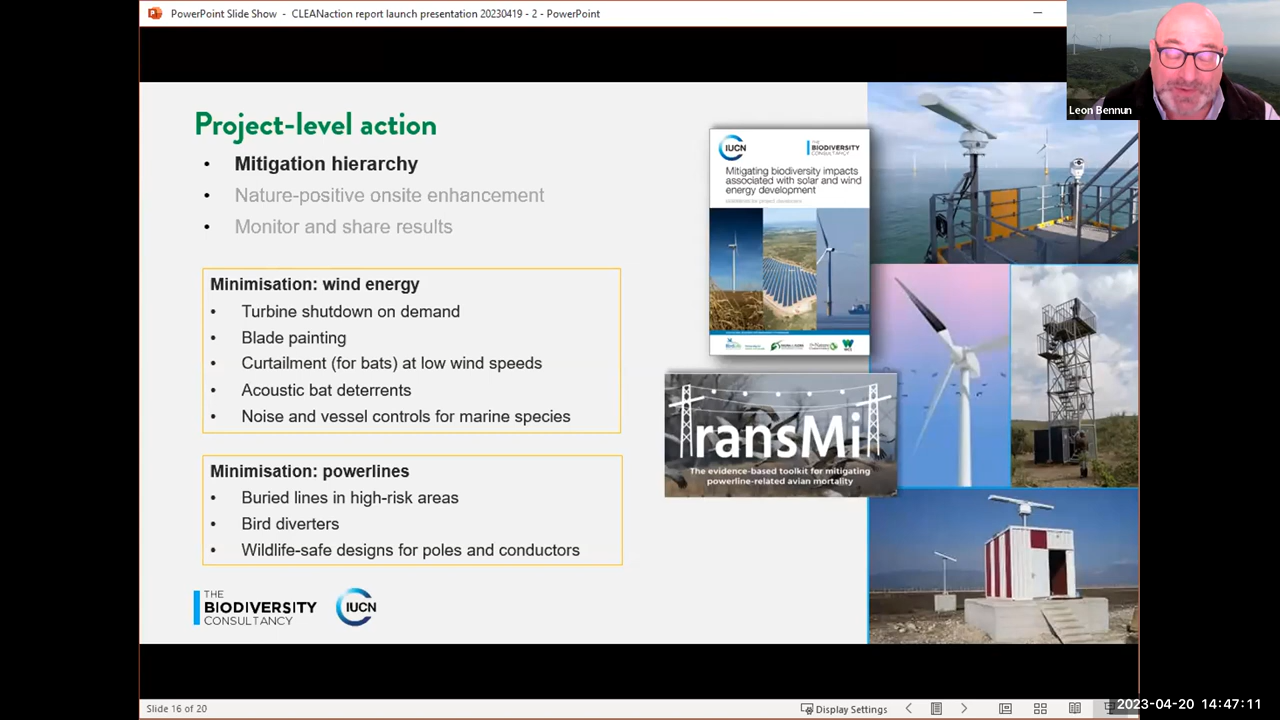 PowerPoint Slide Show - CLEANaction report launch presentation 20230419 - 2 - PowerPoint
Leon Bennun
Project-level action
• Mitigation hierarchy
• Nature-positive onsite enhancement
• Monitor and share results
Minimisation: wind energy
• Turbine shutdown on demand
• Blade painting
• Curtailment (for bats) at low wind speeds
• Acoustic bat deterrents
• Noise and vessel controls for marine species
Minimisation: powerlines
• Buried lines in high-risk areas
• Bird diverters
• Wildlife-safe designs for poles and conductors
THE
BIODIVERSITY
CONSULTANCY
IUCN
IUCN
THE
BIODIVERSITY
CONSULTANCY
Mitigating biodiversity impacts
associated with solar and wind
energy development
TransMit
The evidence-based toolkit for mitigating
powerline-related avian mortality
Slide 16 of 20
Display Settings
2023-04-20 14:47:11